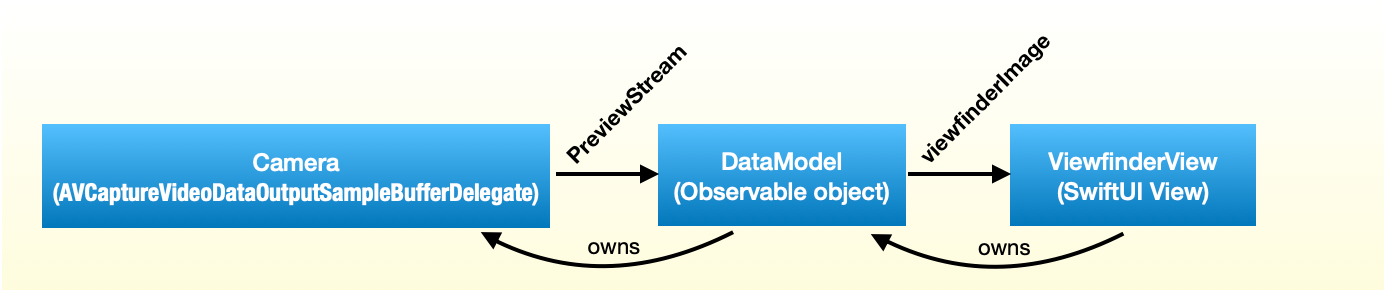 PreviewStream
viewfinderImage
Camera
(AVCaptureVideoDataOutputSampleBufferDelegate)
DataModel
(Observable object)
ViewfinderView
(SwiftUI View)
owns
owns